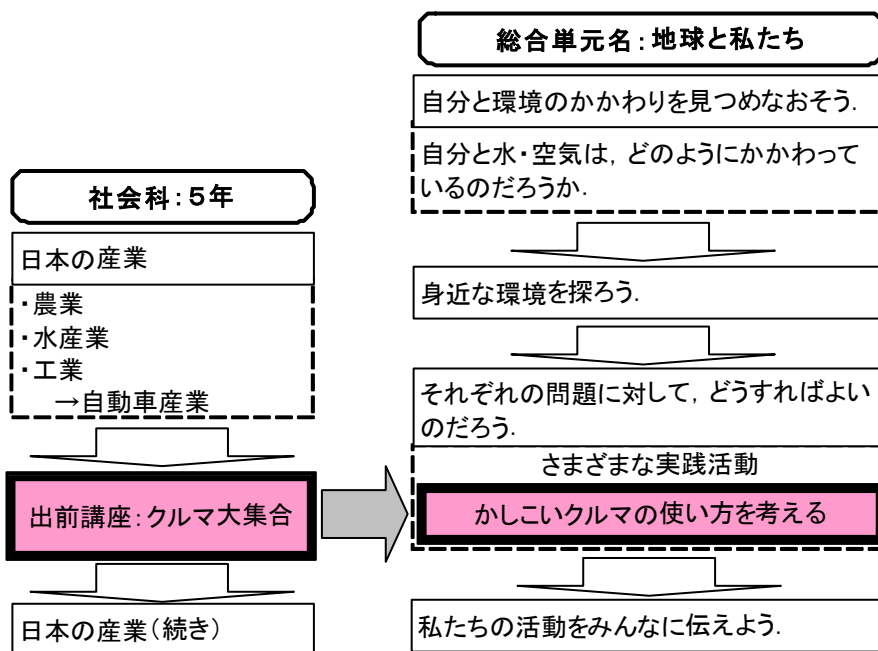 社会科：５年
日本の産業
・農業
・水産業
・工業
→自動車産業
出前講座：クルマ大集合
日本の産業（続き）
総合単元名：地球と私たち
自分と環境のかかわりを見つめなおそう．
自分と水・空気は，どのようにかかわって
いるのだろうか．
身近な環境を探ろう．
それぞれの問題に対して，どうすればよい
のだろう．
さまざまな実践活動
かしこいクルマの使い方を考える
私たちの活動をみんなに伝えよう．